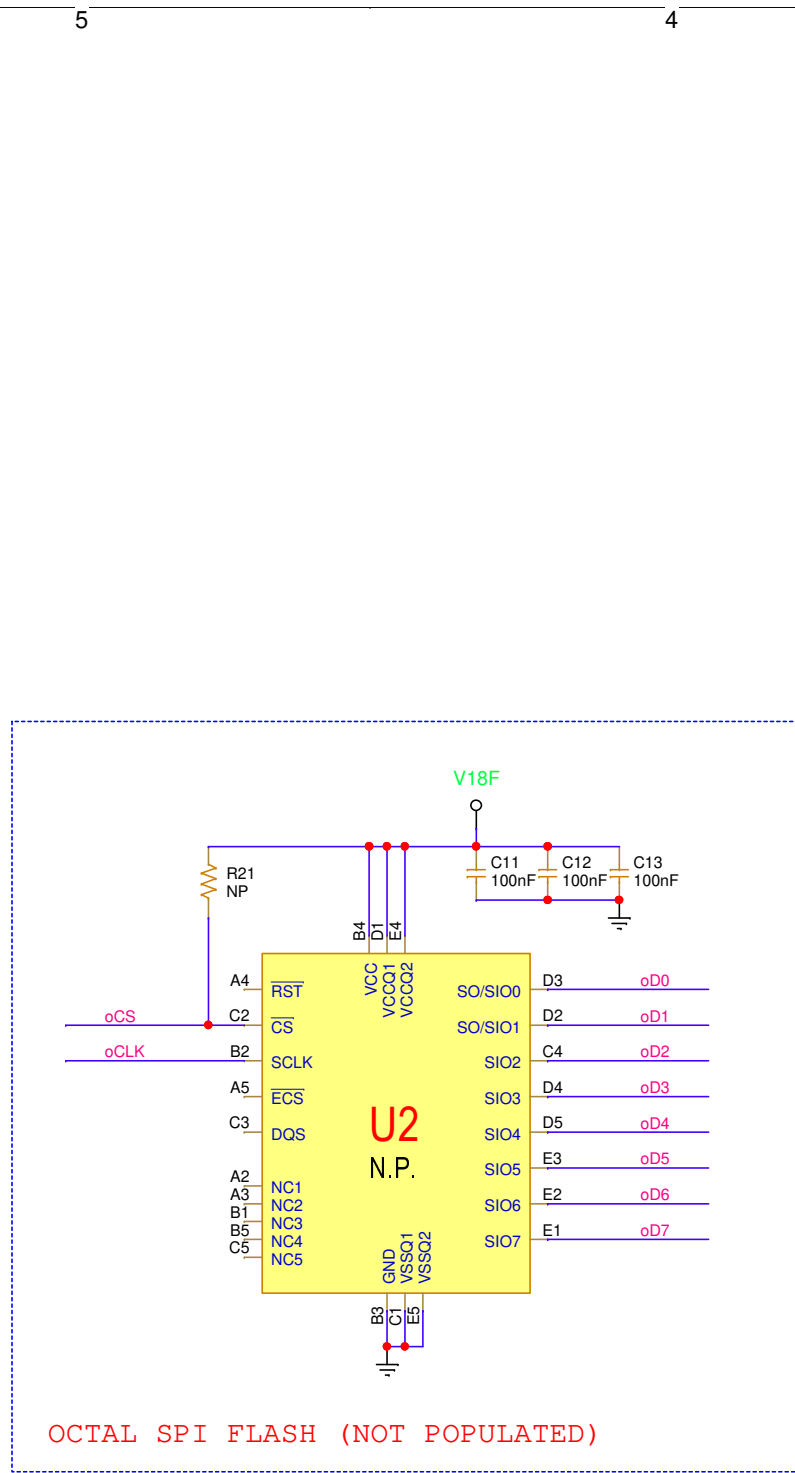 5 4
V18F
R21
NP
C11
100nF
C12
100nF
C13
100nF
B4
D1
E4
VCC
VCCQ1
VCCQ2
A4 RST
oCS C2 CS
oCLK B2 SCLK
A5 ECS
C3 DQS
A2 NC1
A3 NC2
B1 NC3
B5 NC4
C5 NC5
U2
N.P.
SO/SIO0 D3 oD0
SO/SIO1 D2 oD1
SIO2 C4 oD2
SIO3 D4 oD3
SIO4 D5 oD4
SIO5 E3 oD5
SIO6 E2 oD6
SIO7 E1 oD7
GND
VSSQ1
VSSQ2
B3
C1
E5
OCTAL SPI FLASH (NOT POPULATED)